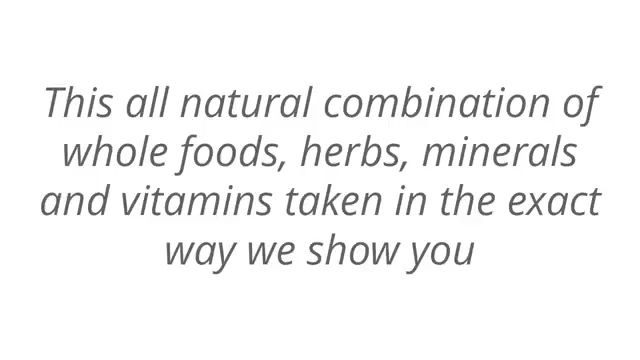 This all natural combination of
whole foods, herbs, minerals
and vitamins taken in the exact
way we show you